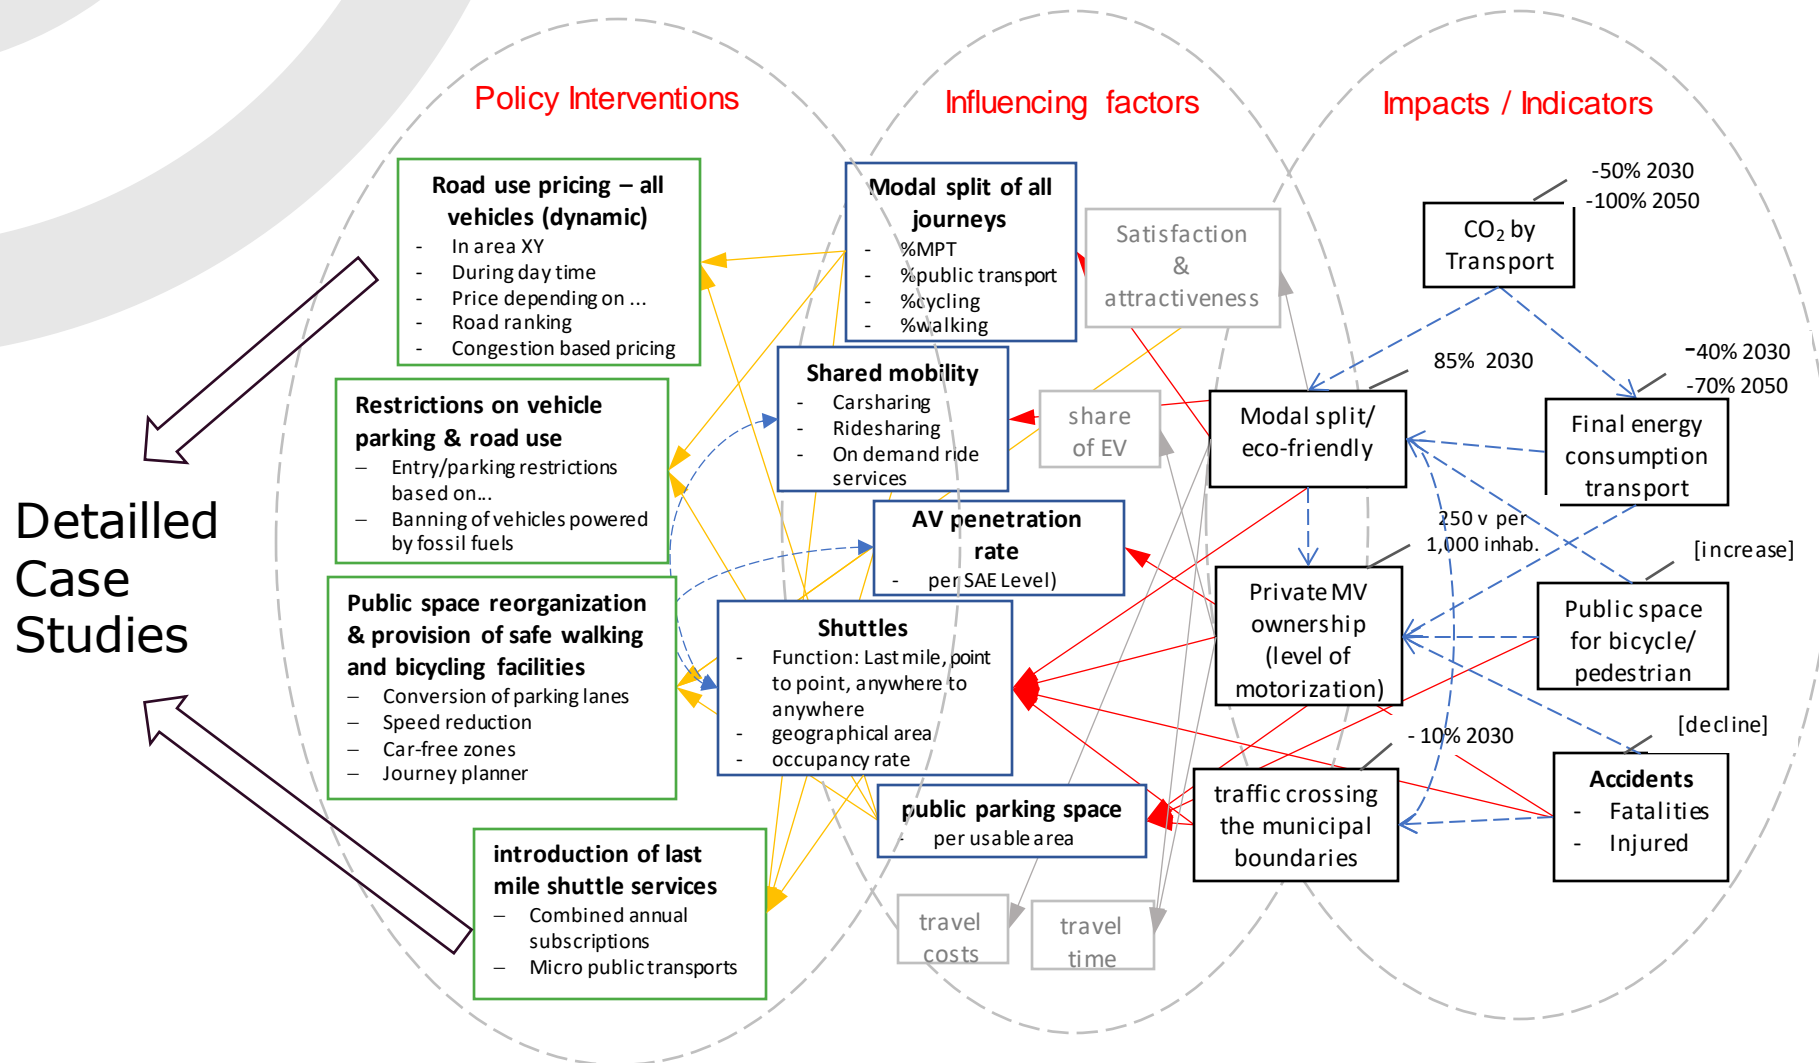 Policy Interventions
Influencing factors
Impacts / Indicators
Detailled
Case
Studies
Road use pricing – all
vehicles (dynamic)
- In area XY
- During day time
- Price depending on ...
- Road ranking
- Congestion based pricing
Restrictions on vehicle
parking & road use
– Entry/parking restrictions
based on...
– Banning of vehicles powered
by fossil fuels
Public space reorganization
& provision of safe walking
and bicycling facilities
– Conversion of parking lanes
– Speed reduction
– Car-free zones
– Journey planner
introduction of last
mile shuttle services
– Combined annual
subscriptions
– Micro public transports
Modal split of all
journeys
- %MPT
- %public transport
- %cycling
- %walking
Shared mobility
- Carsharing
- Ridesharing
- On demand ride
services
AV penetration
rate
- per SAE Level)
Shuttles
- Function: Last mile, point
to point, anywhere to
anywhere
- geographical area
- occupancy rate
public parking space
- per usable area
Satisfaction
&
attractiveness
share
of EV
travel
costs
travel
time
-50% 2030
-100% 2050
CO₂ by
Transport
85% 2030
Modal split/
eco-friendly
-40% 2030
-70% 2050
Final energy
consumption
transport
250 v per
1,000 inhab.
Private MV
ownership
(level of
motorization)
[increase]
Public space
for bicycle/
pedestrian
- 10% 2030
traffic crossing
the municipal
boundaries
[decline]
Accidents
- Fatalities
- Injured